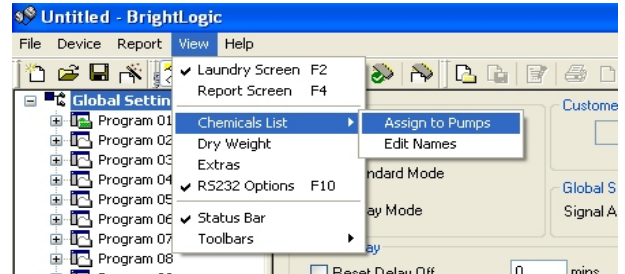 Untitled - BrightLogic
File Device Report View Help
Laundry Screen F2
Report Screen F4
Chemicals List
Dry Weight
Extras
RS232 Options F10
Status Bar
Toolbars
Assign to Pumps
Edit Names
Global Settin
Program 01
Program 02
Program 03
Program 04
Program 05
Program 06
Program 07
Program 08
Custome
ndard Mode
ay Mode
Global S
Signal A
ay
Reset Delay Off 0 mins